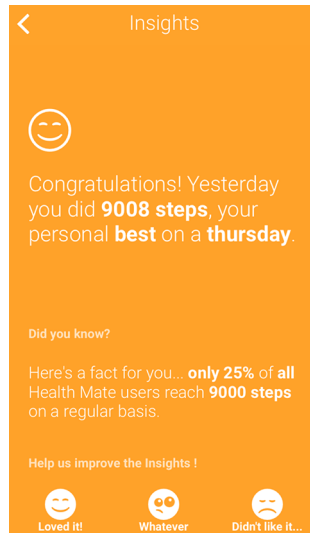 Insights
Congratulations! Yesterday
you did 9008 steps, your
personal best on a thursday.
Did you know?
Here's a fact for you... only 25% of all
Health Mate users reach 9000 steps
on a regular basis.
Help us improve the Insights !
Loved it! Whatever Didn't like it...